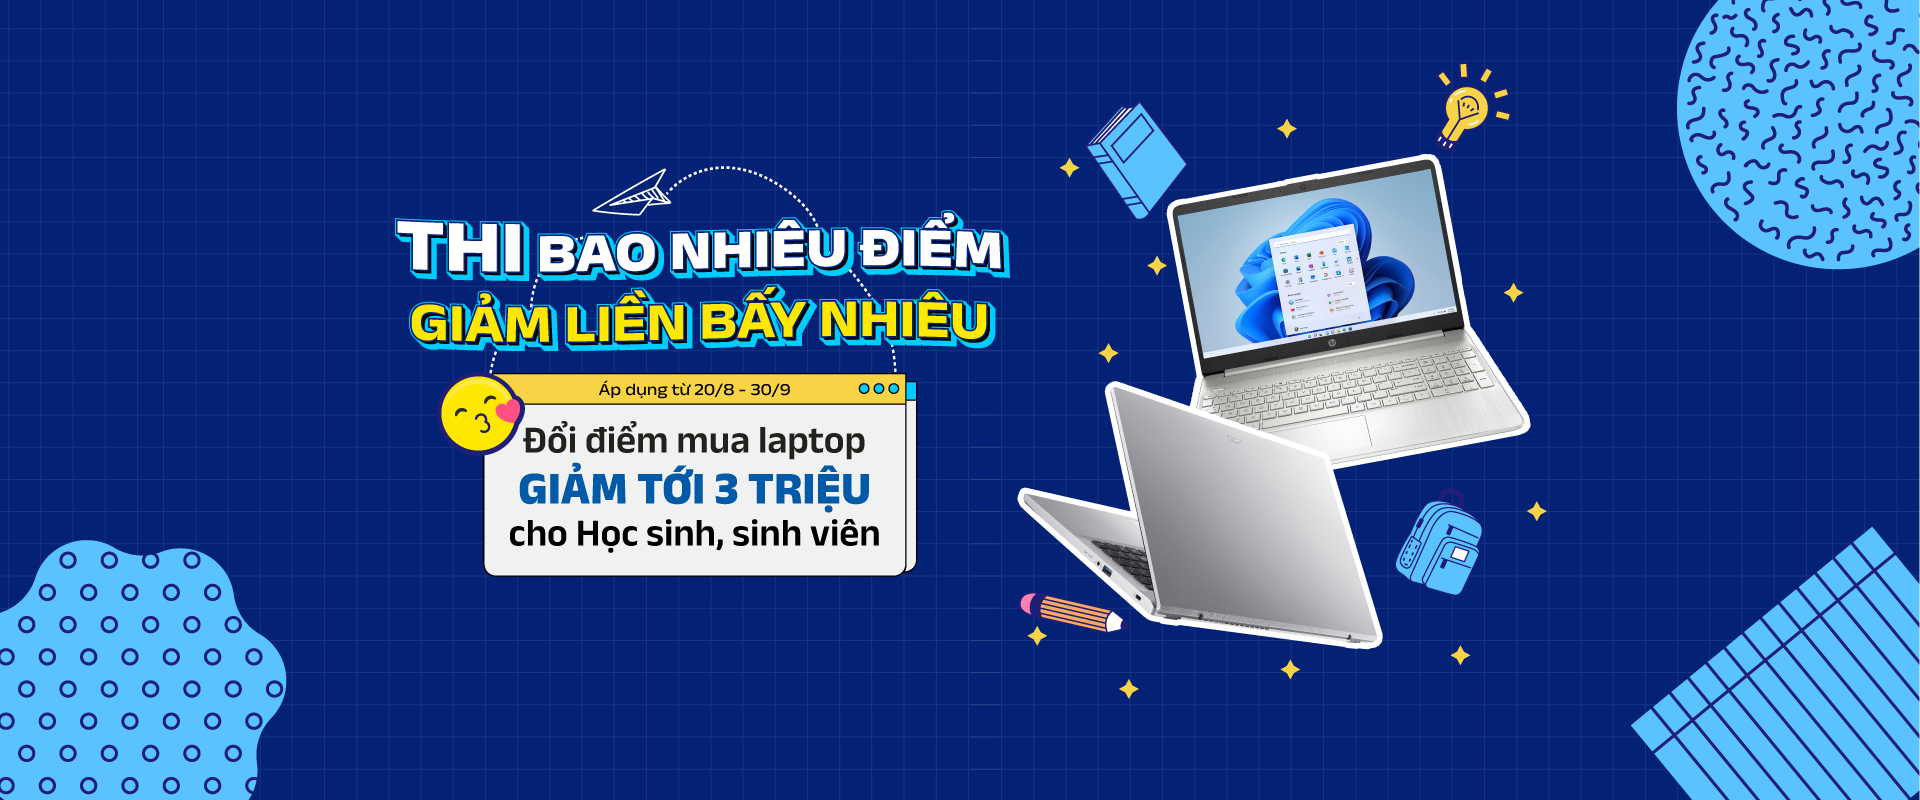 THI BAO NHIÊU ĐIỂM
GIẢM LIỀN BẤY NHIÊU
Áp dụng từ 20/8 - 30/9
Đổi điểm mua laptop
GIẢM TỚI 3 TRIỆU
cho Học sinh, sinh viên
hp